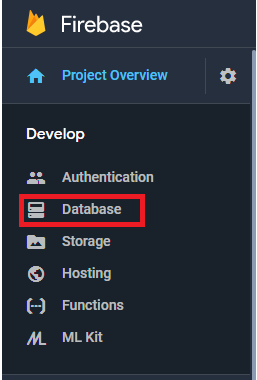 Firebase
Project Overview
Develop
Authentication
Database
Storage
Hosting
Functions
ML Kit